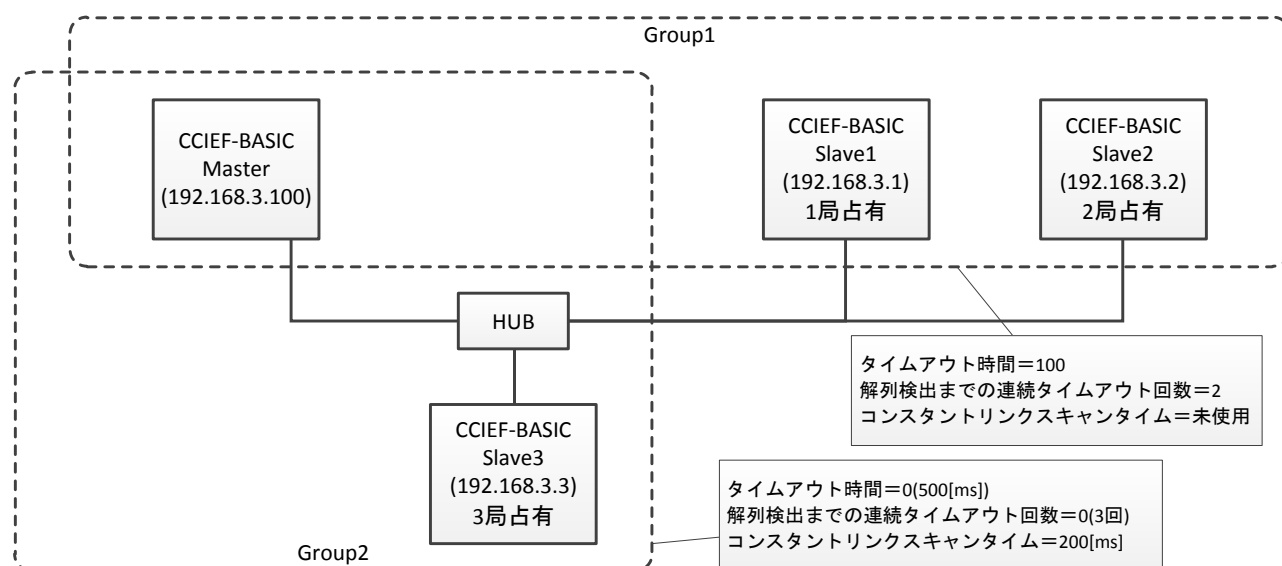 Group1
CCIEF-BASIC
Master
(192.168.3.100)
CCIEF-BASIC
Slave1
(192.168.3.1)
1局占有
CCIEF-BASIC
Slave2
(192.168.3.2)
2局占有
HUB
タイムアウト時間＝100
解列検出までの連続タイムアウト回数＝2
コンスタントリンクスキャンタイム＝未使用
CCIEF-BASIC
Slave3
(192.168.3.3)
3局占有
タイムアウト時間＝0(500[ms])
解列検出までの連続タイムアウト回数＝0(3回)
コンスタントリンクスキャンタイム＝200[ms]
Group2